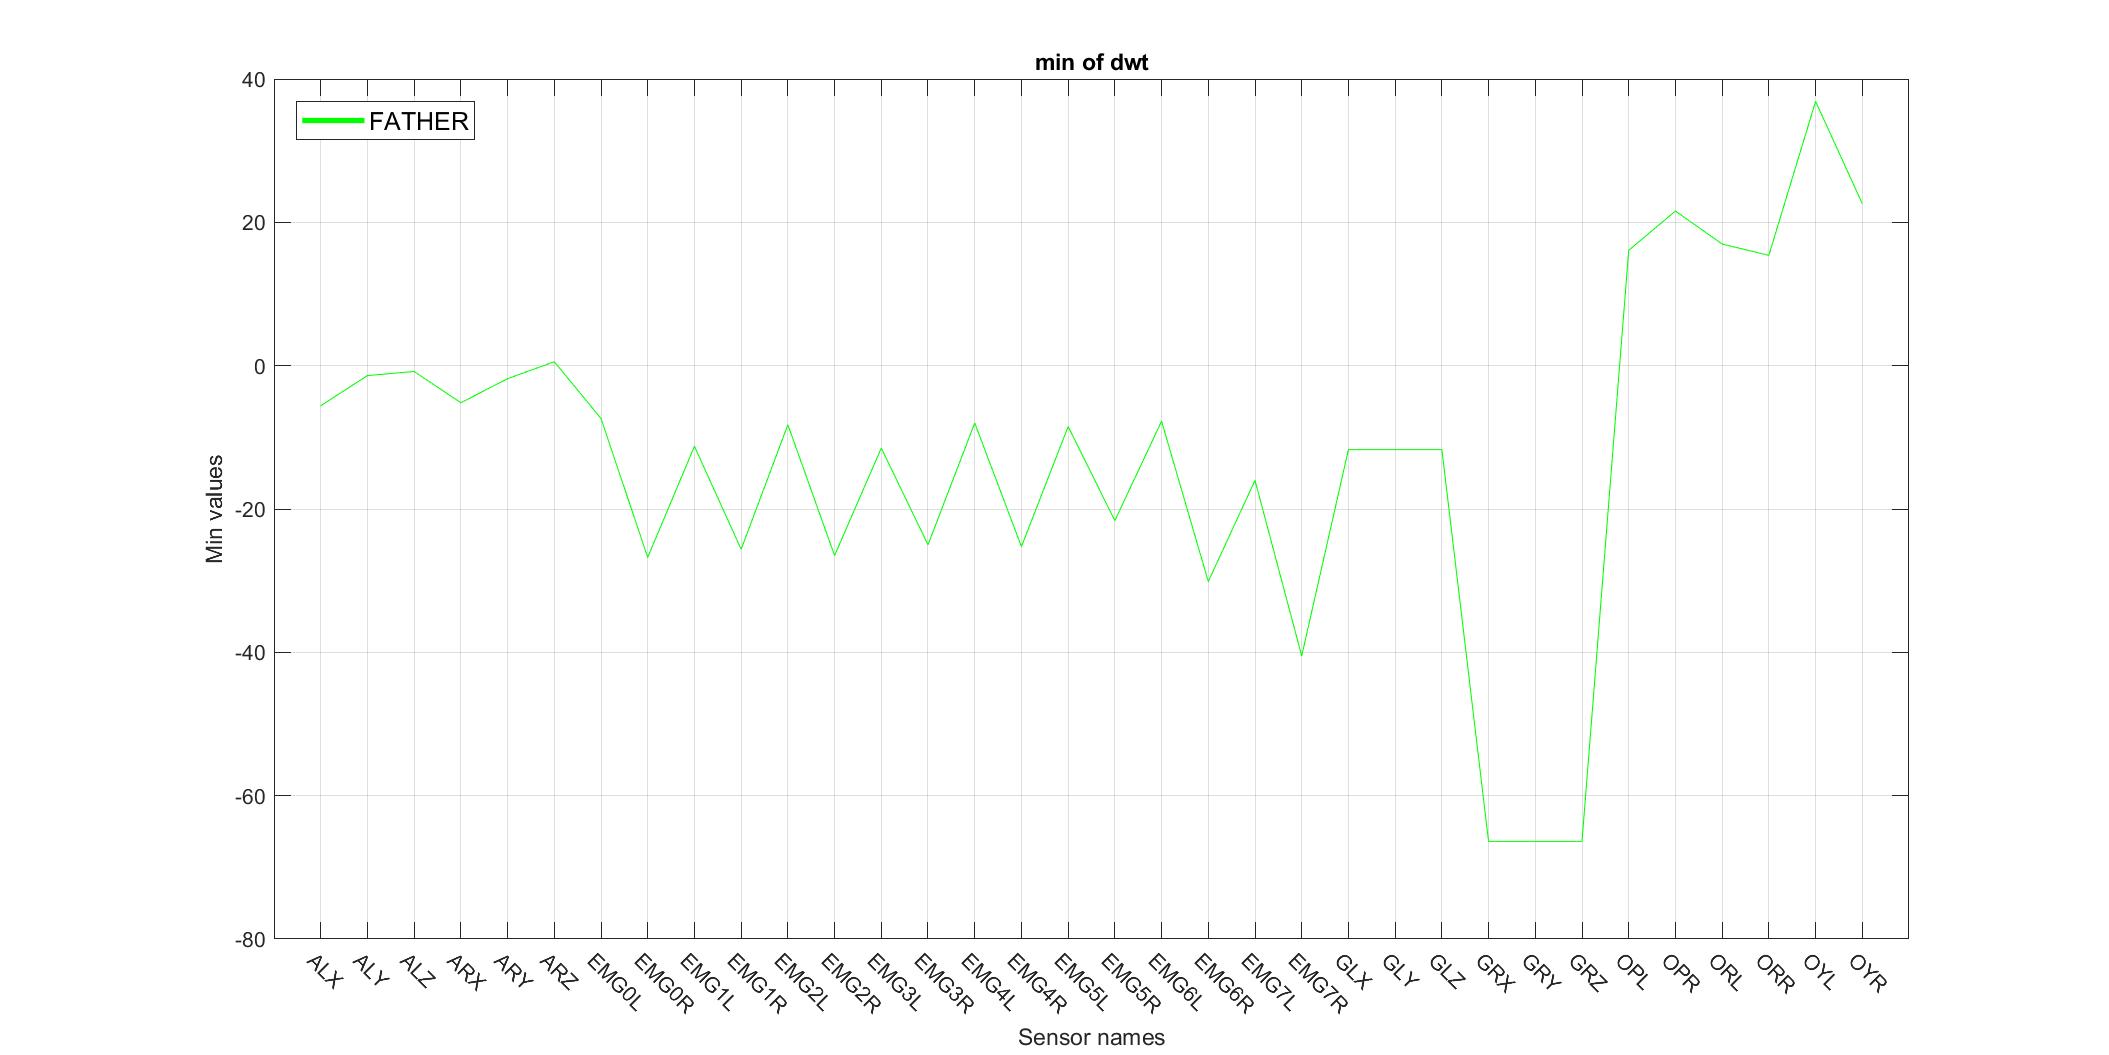 min of dwt
FATHER
40
20
0
-20
-40
-60
-80
Min values
ALX
ALY
ALZ
ARX
ARY
ARZ
EMG0L
EMG0R
EMG1L
EMG1R
EMG2L
EMG2R
EMG3L
EMG3R
EMG4L
EMG4R
EMG5L
EMG5R
EMG6L
EMG6R
EMG7L
EMG7R
GLX
GLY
GLZ
GRX
GRY
GRZ
OPL
OPR
ORL
ORR
OYL
OYR
Sensor names